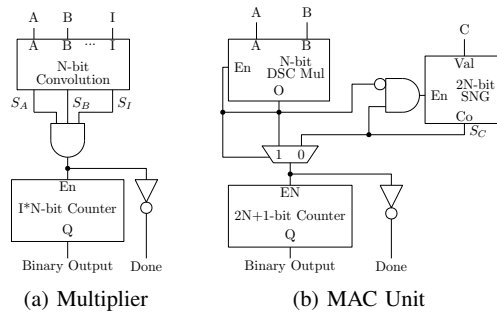 A B I
A B ... I
N-bit
Convolution
S_A S_B S_I
En
I*N-bit Counter
Q
Binary Output Done
(a) Multiplier
A B
A B
N-bit
DSC Mul
En
O
C
Val
2N-bit
SNG
En
Co
S_C
1 0
EN
2N+1-bit Counter
Q
Binary Output Done
(b) MAC Unit